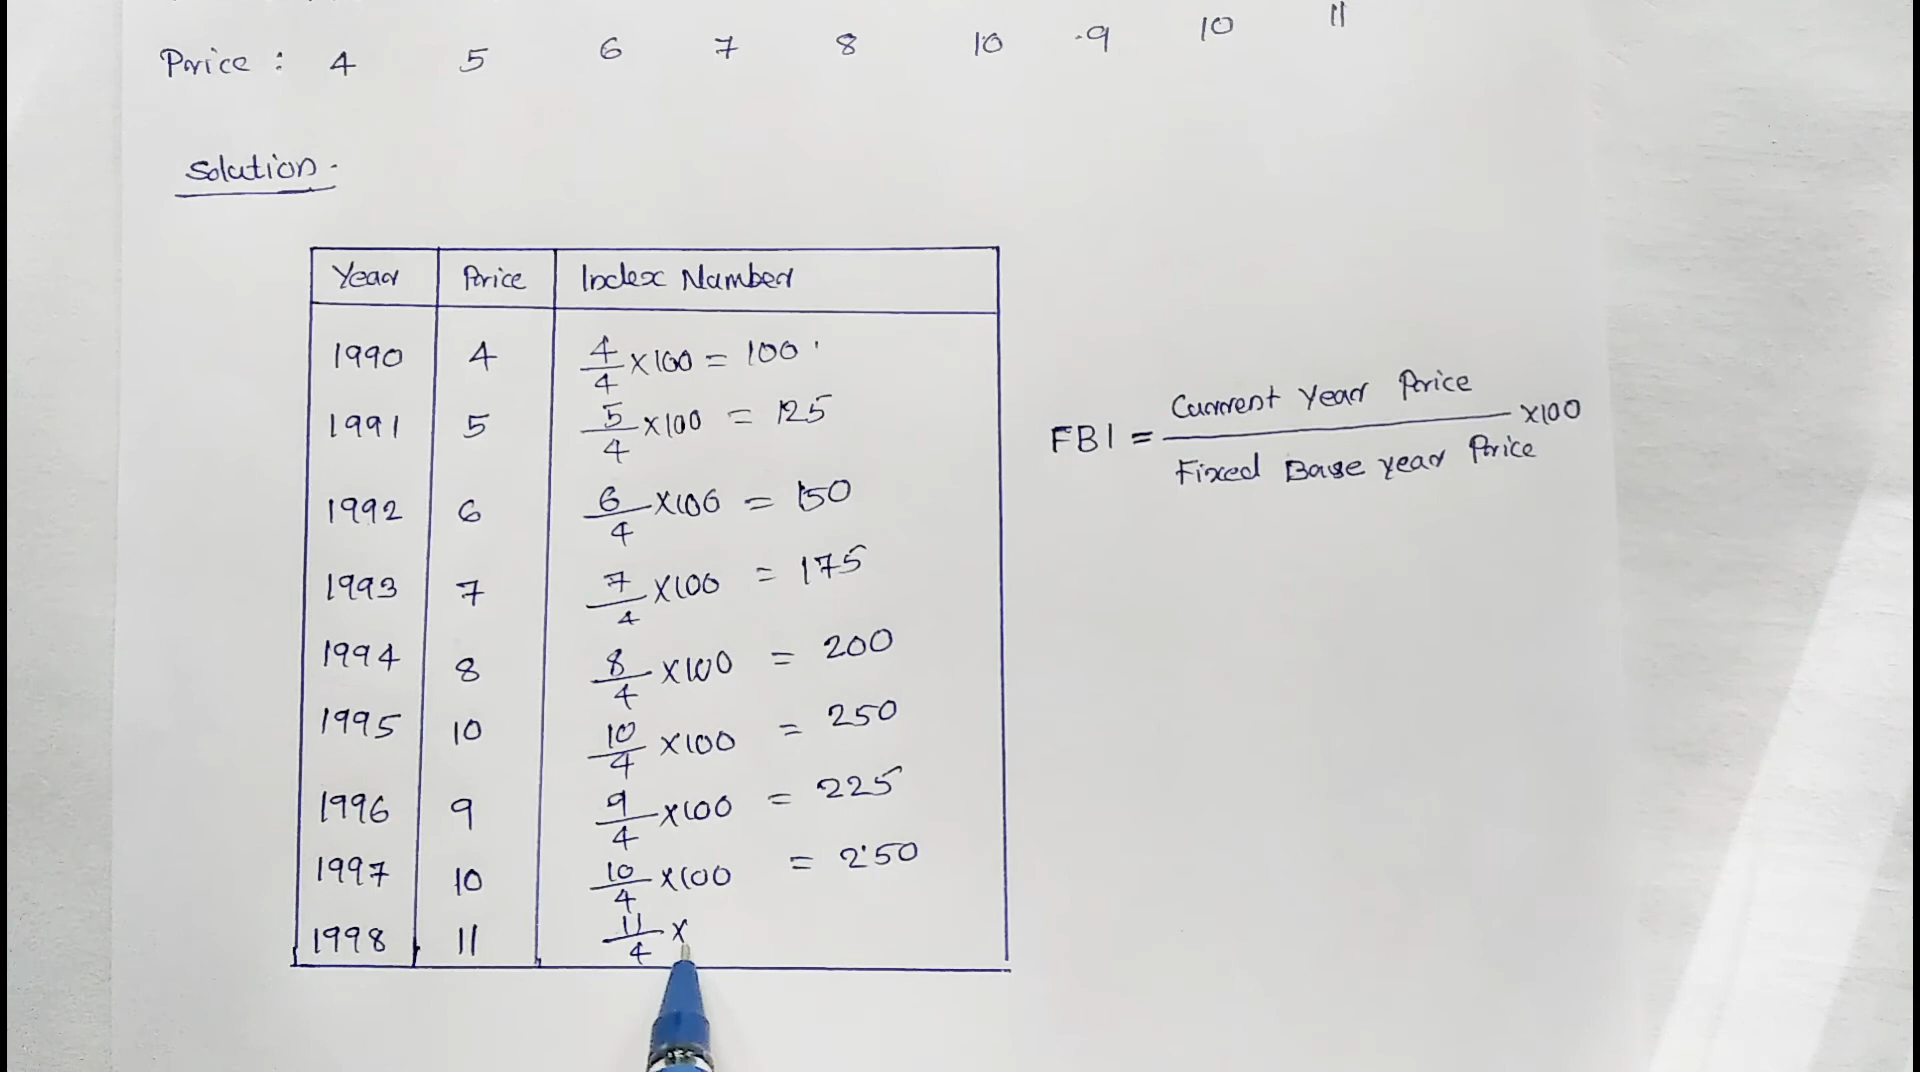 Price : 4 5 6 7 8 10 9 10 11
Solution.
Year Price Index Number
1990 4 4/4 × 100 = 100
1991 5 5/4 × 100 = 125
1992 6 6/4 × 100 = 150
1993 7 7/4 × 100 = 175
1994 8 8/4 × 100 = 200
1995 10 10/4 × 100 = 250
1996 9 9/4 × 100 = 225
1997 10 10/4 × 100 = 250
1998 11 11/4 ×
FBI = Current Year Price / Fixed Base year Price × 100